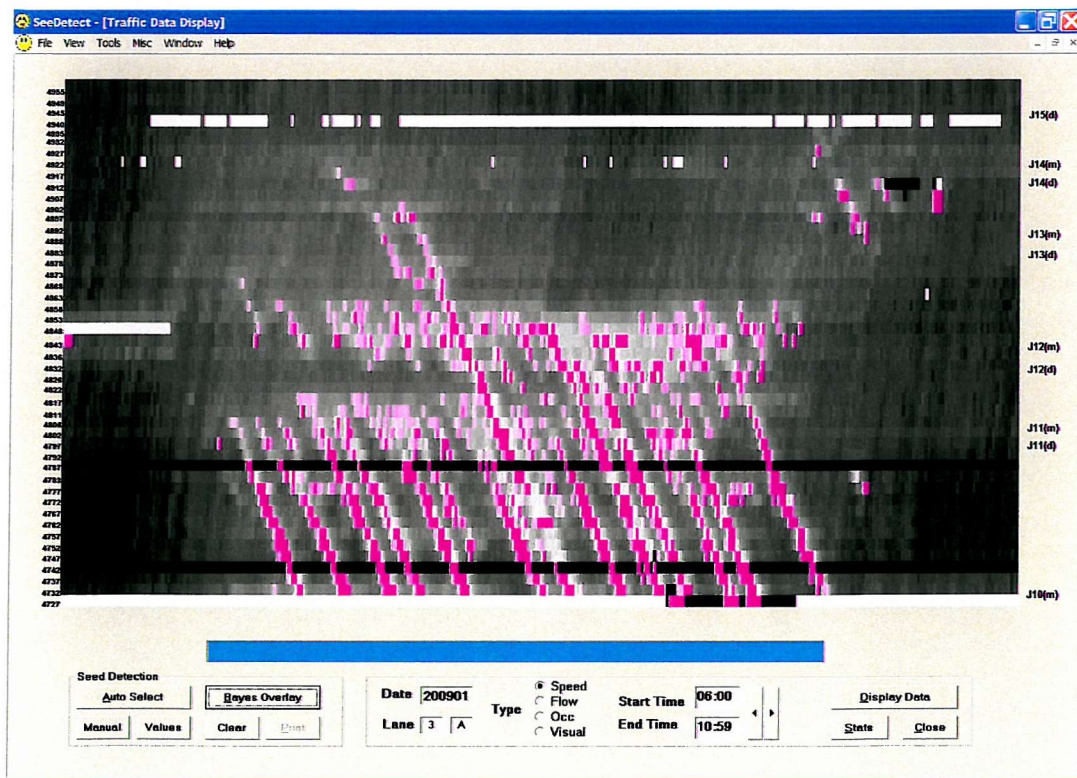 SeeDetect - [Traffic Data Display]
File View Tools Misc Window Help
4955
4949
4945 J15(d)
4940
4935
4932
4927
4922 J14(m)
4917
4912 J14(d)
4907
4902
4897
4892 J13(m)
4888
4883 J13(d)
4878
4873
4868
4863
4858
4853
4848
4843 J12(m)
4836
4832 J12(d)
4826
4822
4817
4811
4806 J11(m)
4802
4797 J11(d)
4792
4787
4783
4777
4772
4767
4762
4757
4752
4747
4742
4737
4732 J10(m)
4727
Seed Detection
Auto Select Bayes Overlay
Manual Values Clear Print
Date 200901
Lane 3 A
Type
Speed
Flow
Occ
Visual
Start Time 06:00
End Time 10:59
Display Data
Stats Close